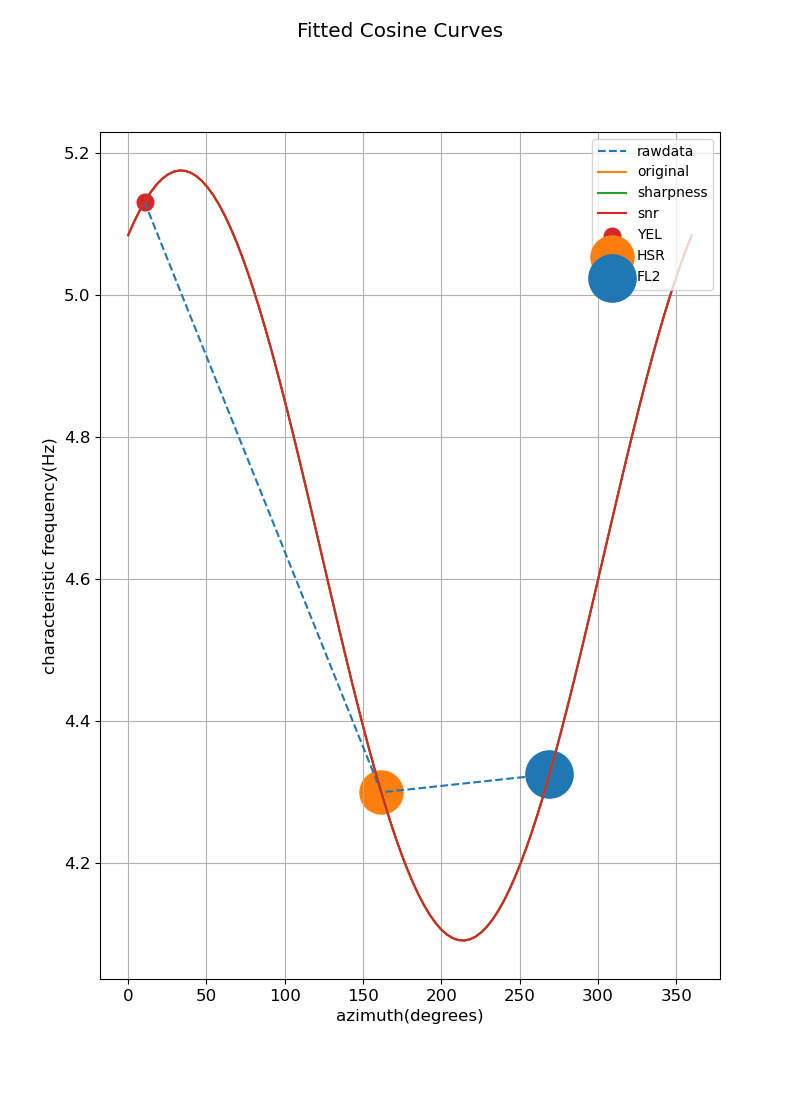 Fitted Cosine Curves
rawdata
original
sharpness
snr
YEL
HSR
FL2
5.2
5.0
4.8
4.6
4.4
4.2
characteristic frequency(Hz)
0 50 100 150 200 250 300 350
azimuth(degrees)